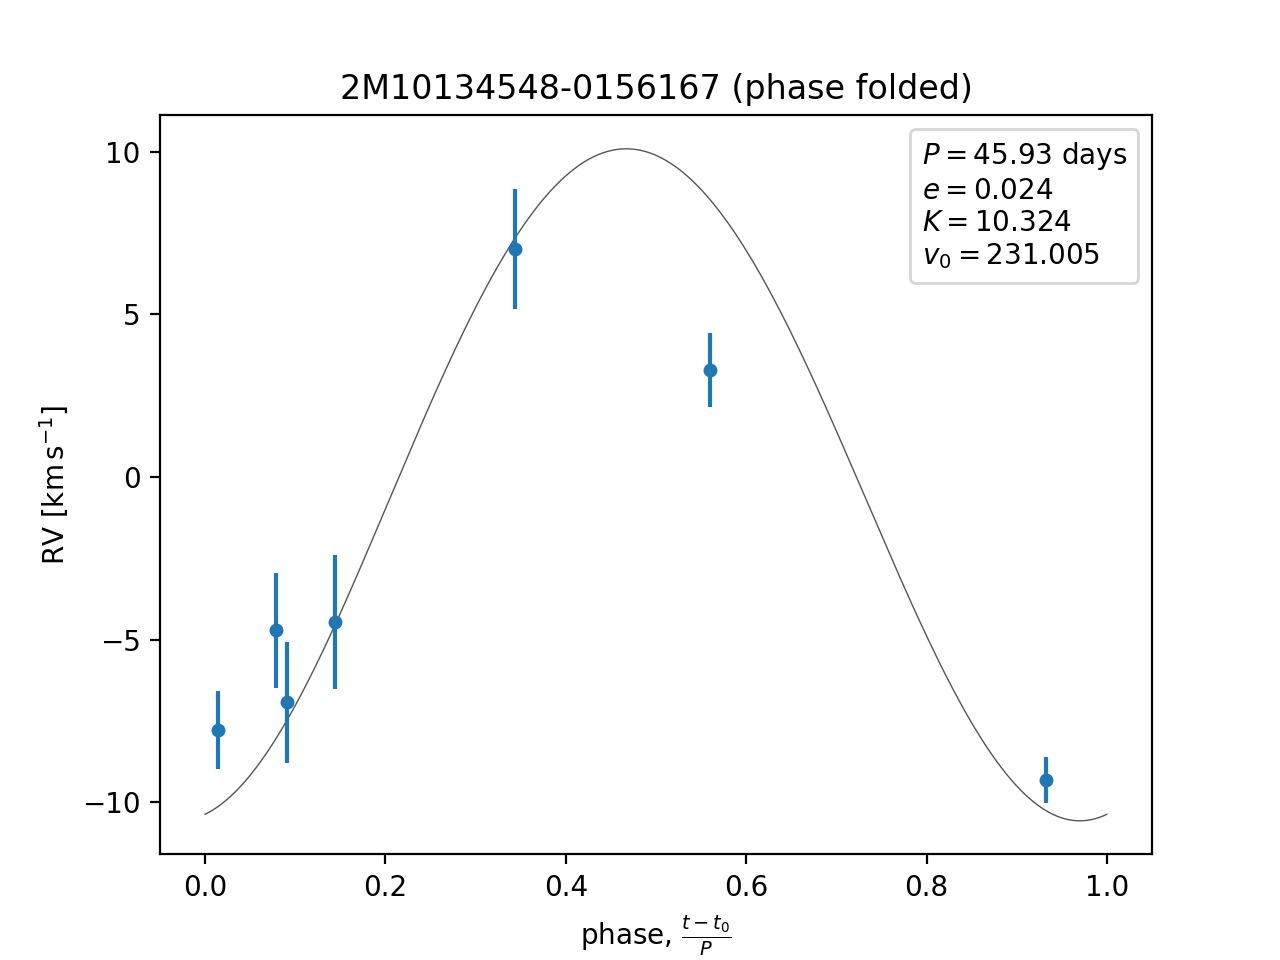 2M10134548-0156167 (phase folded)
P = 45.93 days
e = 0.024
K = 10.324
v₀ = 231.005
10
5
0
−5
−10
RV [km s⁻¹]
0.0 0.2 0.4 0.6 0.8 1.0
phase, (t − t₀)/P